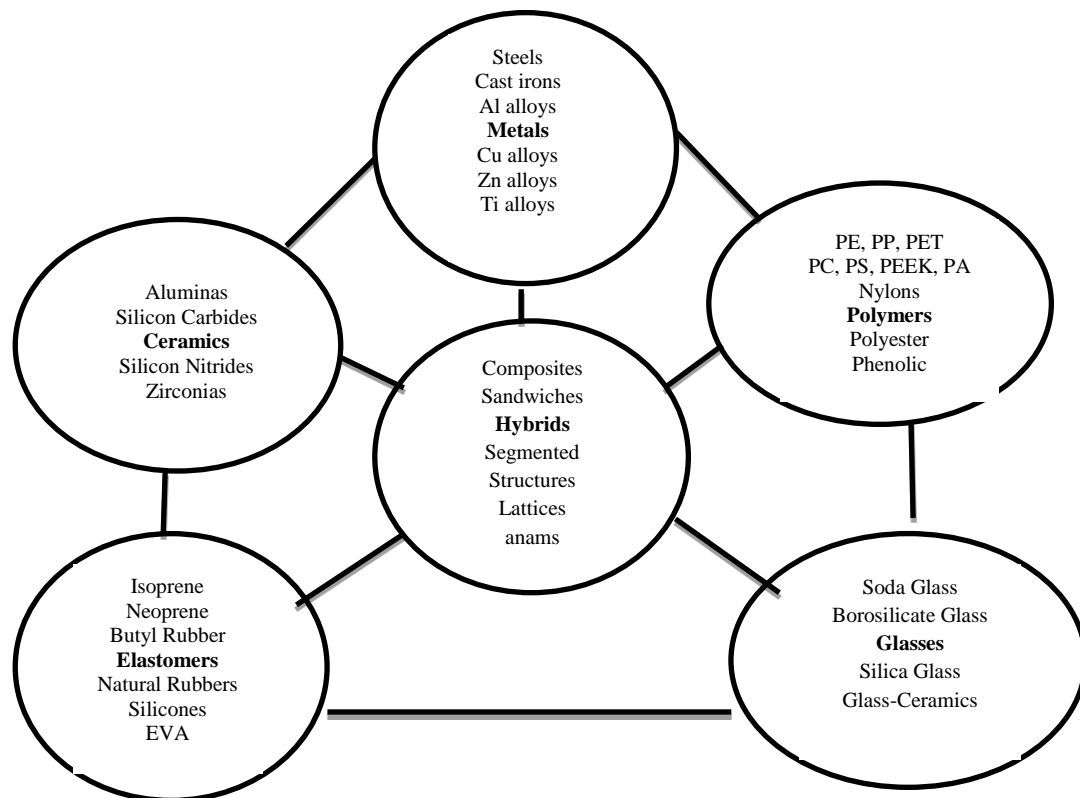 Steels
Cast irons
Al alloys
Metals
Cu alloys
Zn alloys
Ti alloys
PE, PP, PET
PC, PS, PEEK, PA
Nylons
Polymers
Polyester
Phenolic
Aluminas
Silicon Carbides
Ceramics
Silicon Nitrides
Zirconias
Composites
Sandwiches
Hybrids
Segmented
Structures
Lattices
anams
Isoprene
Neoprene
Butyl Rubber
Elastomers
Natural Rubbers
Silicones
EVA
Soda Glass
Borosilicate Glass
Glasses
Silica Glass
Glass-Ceramics